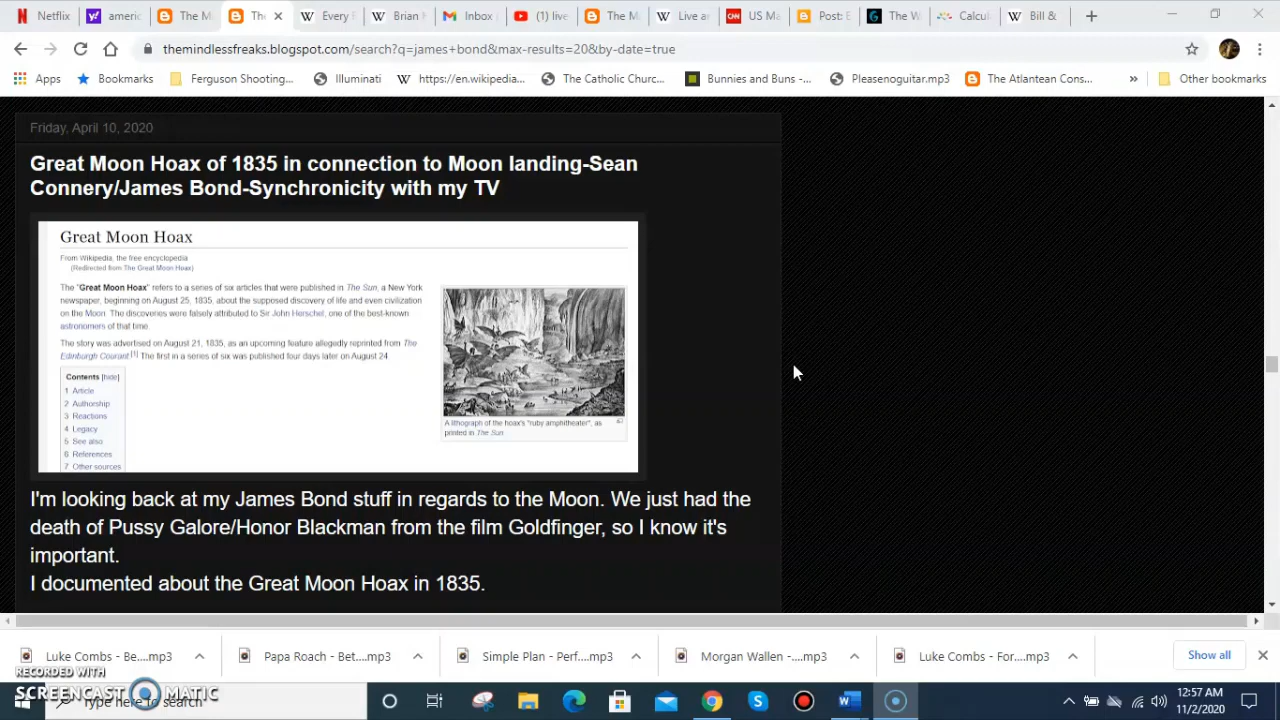 Netflix
americ
The M
The
Every
Brian H
Inbox
(1) live
The M
Live ar
US Ma
Post: E
The W
Calcul
Bill &
themindlessfreaks.blogspot.com/search?q=james+bond&max-results=20&by-date=true
Apps
Bookmarks
Ferguson Shooting...
Illuminati
https://en.wikipedia...
The Catholic Churc...
Bunnies and Buns -...
Pleasenoguitar.mp3
The Atlantean Cons...
»
Other bookmarks
Friday, April 10, 2020
Great Moon Hoax of 1835 in connection to Moon landing-Sean
Connery/James Bond-Synchronicity with my TV
Great Moon Hoax
From Wikipedia, the free encyclopedia
(Redirected from The Great Moon Hoax)
The "Great Moon Hoax" refers to a series of six articles that were published in The Sun, a New York
newspaper, beginning on August 25, 1835, about the supposed discovery of life and even civilization
on the Moon. The discoveries were falsely attributed to Sir John Herschel, one of the best-known
astronomers of that time.
The story was advertised on August 21, 1835, as an upcoming feature allegedly reprinted from The
Edinburgh Courant.[1] The first in a series of six was published four days later on August 24
Contents [hide]
1 Article
2 Authorship
3 Reactions
4 Legacy
5 See also
6 References
7 Other sources
A lithograph of the hoax's "ruby amphitheater", as
printed in The Sun
I'm looking back at my James Bond stuff in regards to the Moon. We just had the
death of Pussy Galore/Honor Blackman from the film Goldfinger, so I know it's
important.
I documented about the Great Moon Hoax in 1835.
Luke Combs - Be....mp3
Papa Roach - Bet....mp3
Simple Plan - Perf....mp3
Morgan Wallen -....mp3
Luke Combs - For....mp3
Show all
RECORDED WITH
SCREENCAST MATIC
Type here to search
12:57 AM
11/2/2020